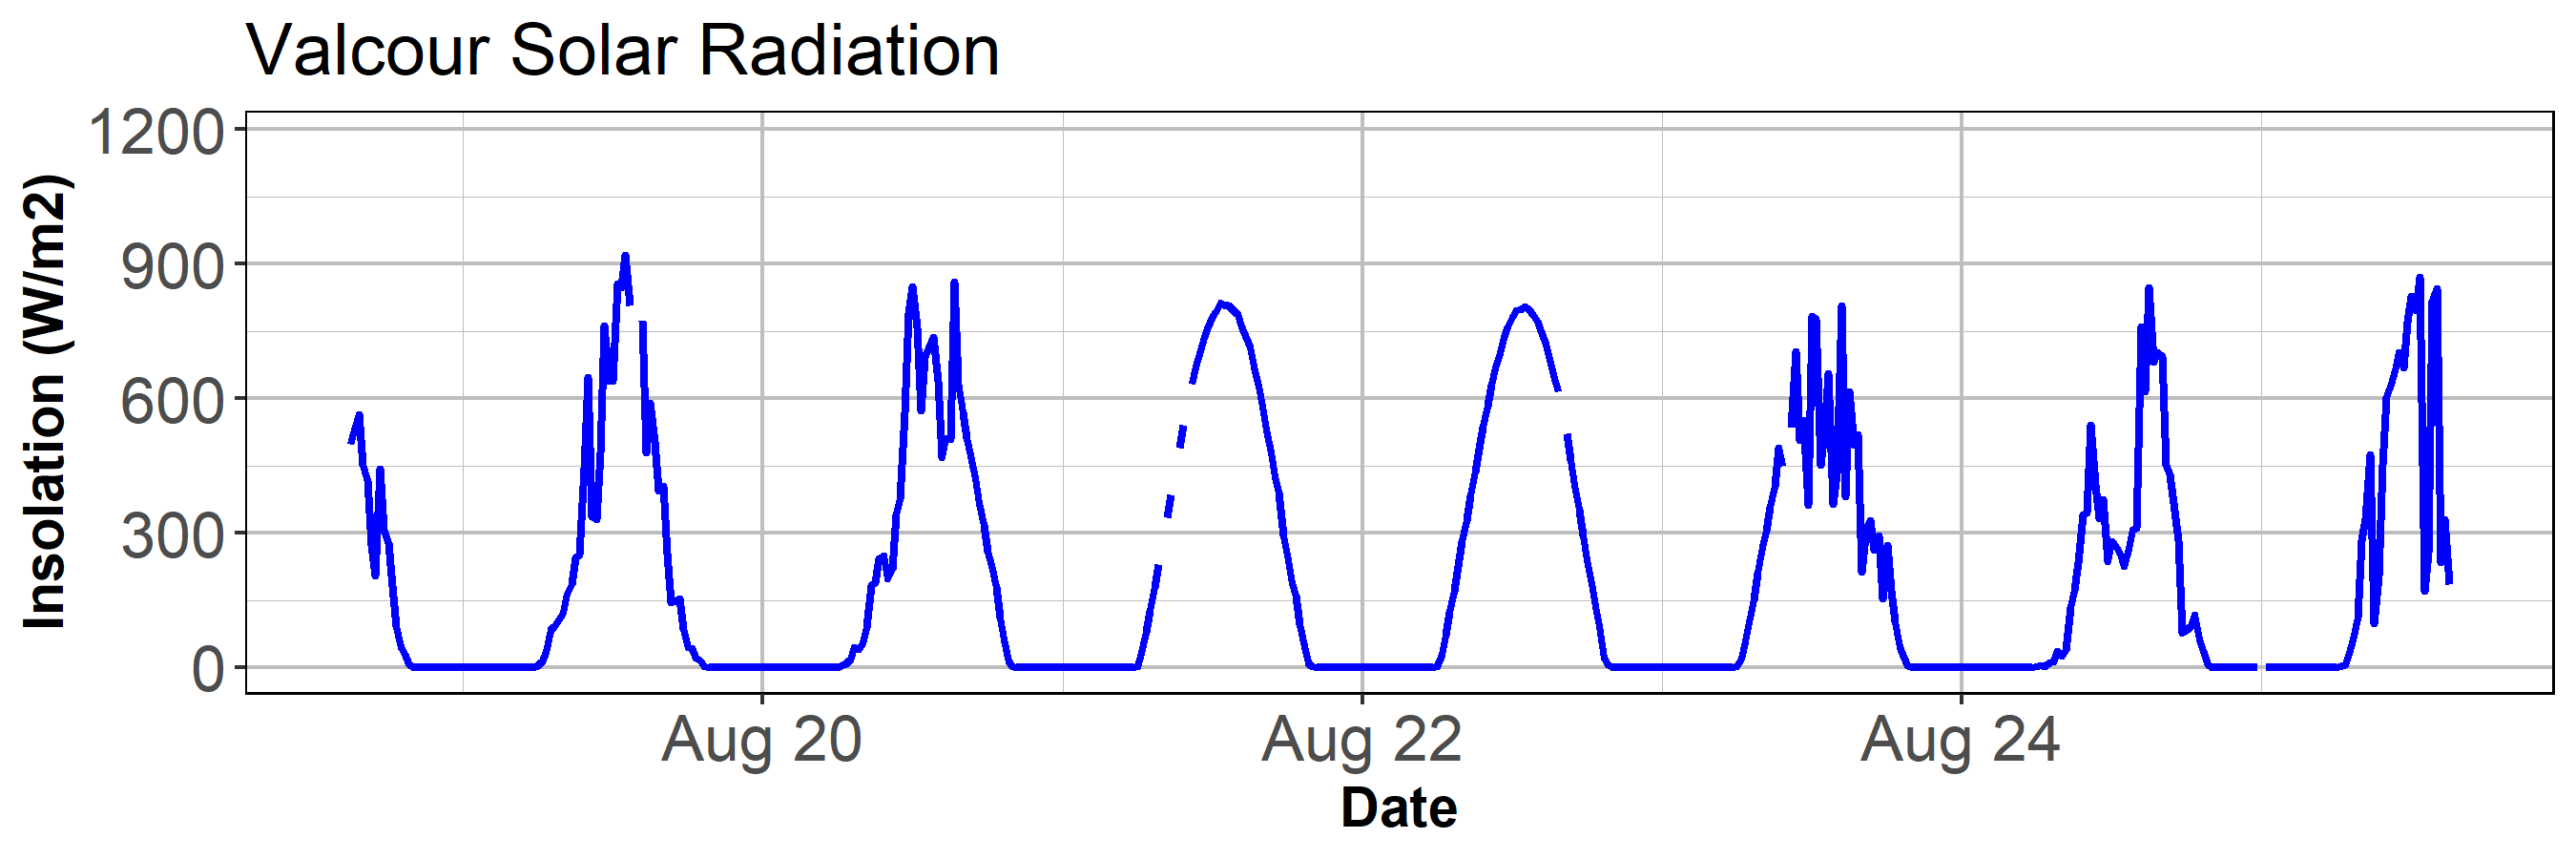 Valcour Solar Radiation
1200
900
600
300
0
Insolation (W/m2)
Aug 20
Aug 22
Aug 24
Date